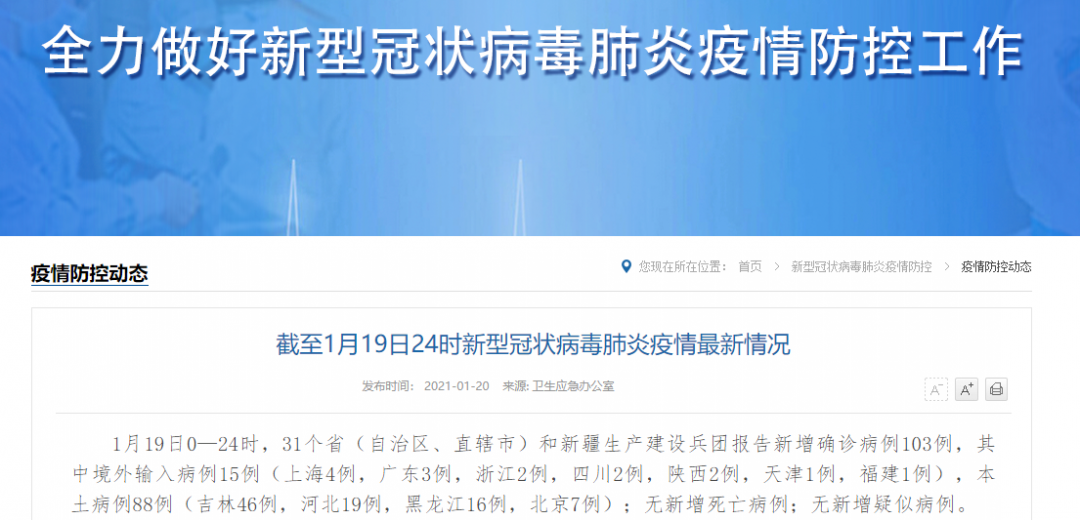 全力做好新型冠状病毒肺炎疫情防控工作
疫情防控动态
您现在所在位置： 首页 > 新型冠状病毒肺炎疫情防控 > 疫情防控动态
截至1月19日24时新型冠状病毒肺炎疫情最新情况
发布时间： 2021-01-20 来源: 卫生应急办公室
A- A+
1月19日0—24时，31个省（自治区、直辖市）和新疆生产建设兵团报告新增确诊病例103例，其
中境外输入病例15例（上海4例，广东3例，浙江2例，四川2例，陕西2例，天津1例，福建1例），本
土病例88例（吉林46例，河北19例，黑龙江16例，北京7例）；无新增死亡病例；无新增疑似病例。